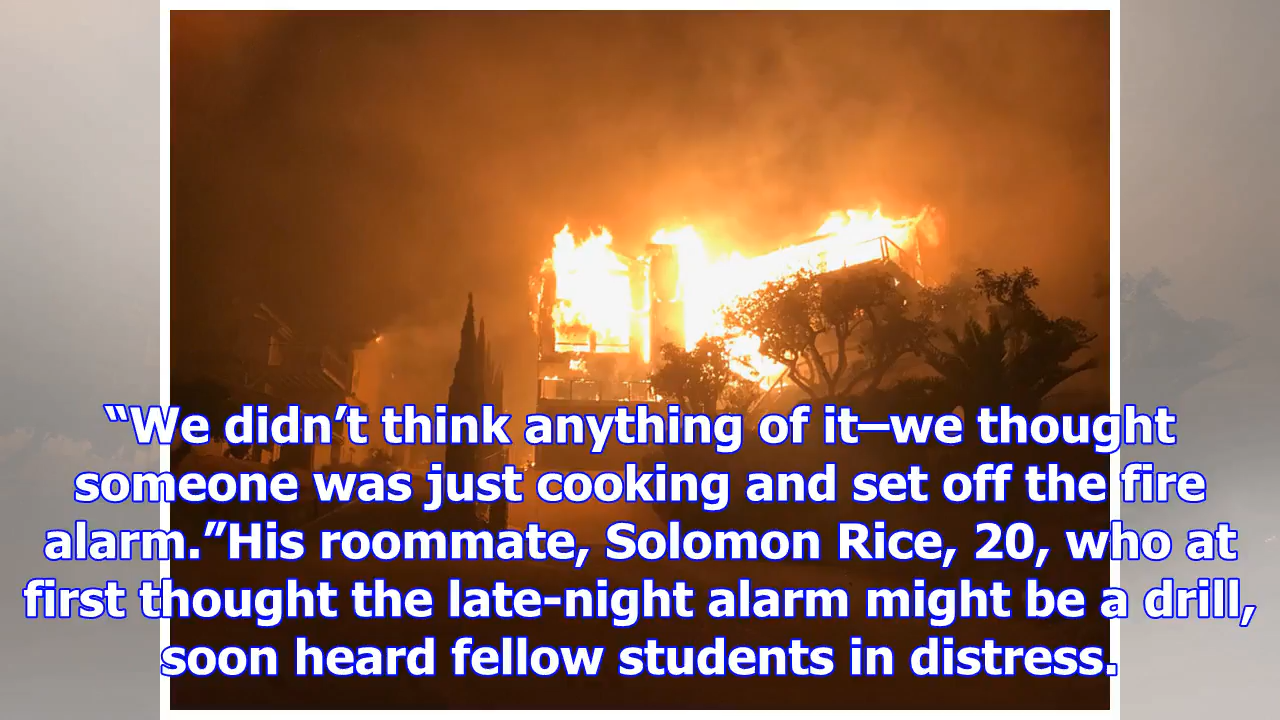 “We didn’t think anything of it—we thought
someone was just cooking and set off the fire
alarm.”His roommate, Solomon Rice, 20, who at
first thought the late-night alarm might be a drill,
soon heard fellow students in distress.